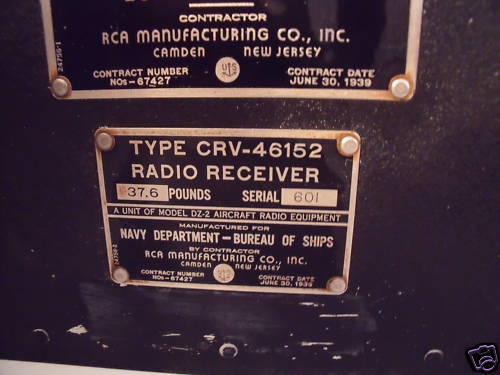 CONTRACTOR
RCA MANUFACTURING CO., INC.
CAMDEN NEW JERSEY
CONTRACT NUMBER
NOs-67427
US
CONTRACT DATE
JUNE 30, 1939
24750-1
TYPE CRV-46152
RADIO RECEIVER
37.6 POUNDS SERIAL 601
A UNIT OF MODEL DZ-2 AIRCRAFT RADIO EQUIPMENT
MANUFACTURED FOR
NAVY DEPARTMENT-BUREAU OF SHIPS
BY CONTRACTOR
RCA MANUFACTURING CO., INC.
CAMDEN NEW JERSEY
CONTRACT NUMBER
NOs-67427
CONTRACT DATE
JUNE 30, 1939